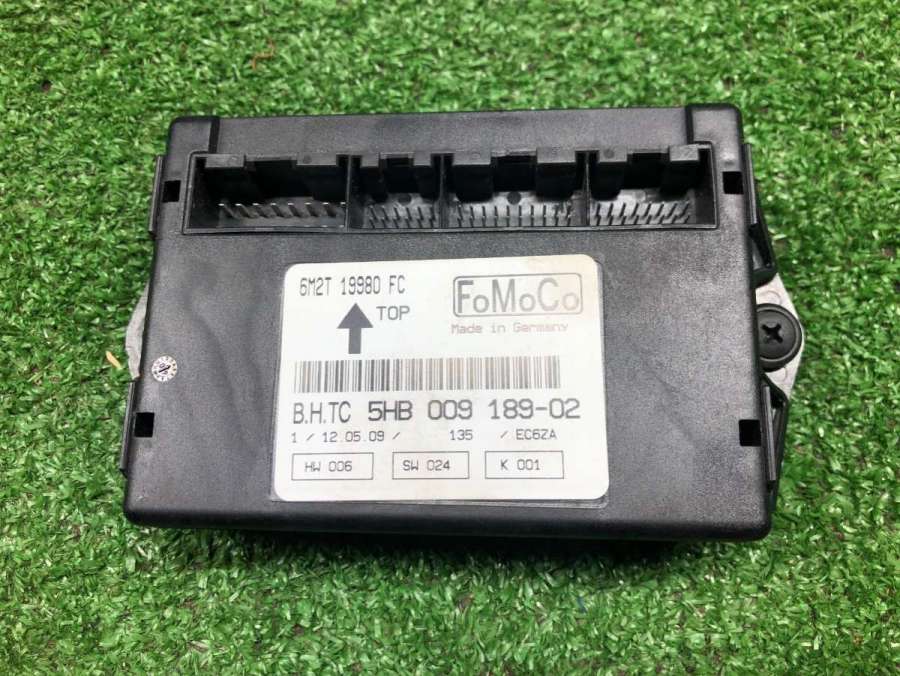 6M2T 19980 FC
FoMoCo
TOP
Made in Germany
B.H.TC 5HB 009 189-02
1 / 12.05.09 / 135 / EC6ZA
HW 006 SW 024 K 001